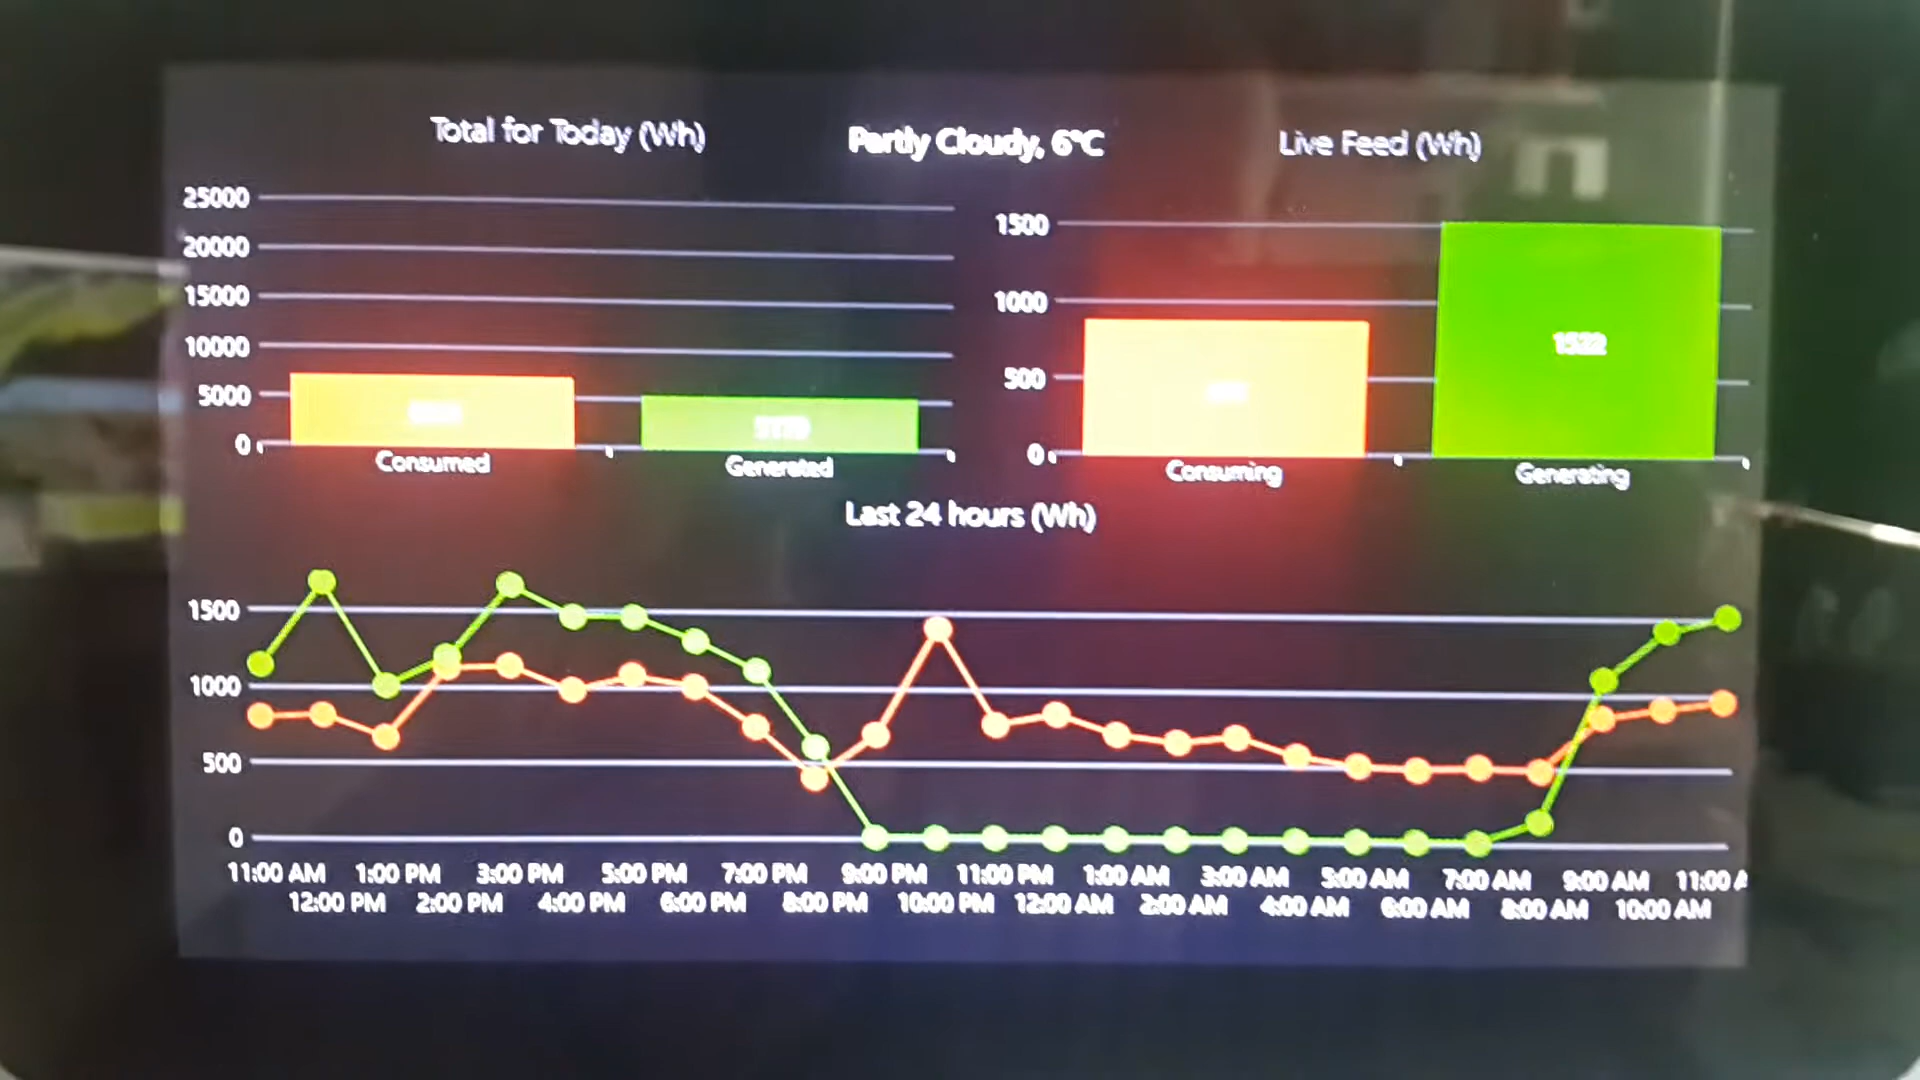 Total for Today (Wh)
Partly Cloudy, 6°C
Live Feed (Wh)
25000
20000
15000
10000
5000
0
Consumed
Generated
1500
1000
500
0
1532
Consuming
Generating
Last 24 hours (Wh)
1500
1000
500
0
11:00 AM 1:00 PM 3:00 PM 5:00 PM 7:00 PM 9:00 PM 11:00 PM 1:00 AM 3:00 AM 5:00 AM 7:00 AM 9:00 AM 11:00 A
12:00 PM 2:00 PM 4:00 PM 6:00 PM 8:00 PM 10:00 PM 12:00 AM 2:00 AM 4:00 AM 6:00 AM 8:00 AM 10:00 AM